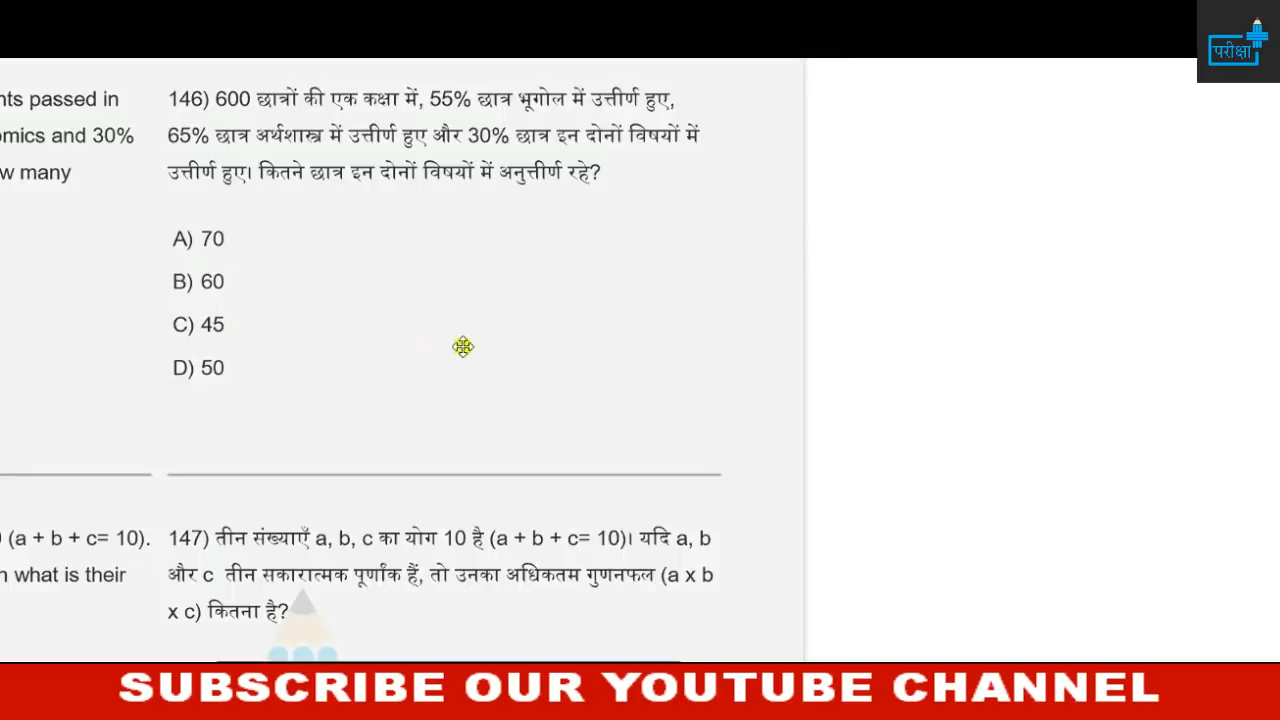 परीक्षा
nts passed in
omics and 30%
w many
146) 600 छात्रों की एक कक्षा में, 55% छात्र भूगोल में उत्तीर्ण हुए,
65% छात्र अर्थशास्त्र में उत्तीर्ण हुए और 30% छात्र इन दोनों विषयों में
उत्तीर्ण हुए। कितने छात्र इन दोनों विषयों में अनुत्तीर्ण रहे?
A) 70
B) 60
C) 45
D) 50
(a + b + c= 10).
n what is their
147) तीन संख्याएँ a, b, c का योग 10 है (a + b + c= 10)। यदि a, b
और c तीन सकारात्मक पूर्णांक हैं, तो उनका अधिकतम गुणनफल (a x b
x c) कितना है?
SUBSCRIBE OUR YOUTUBE CHANNEL